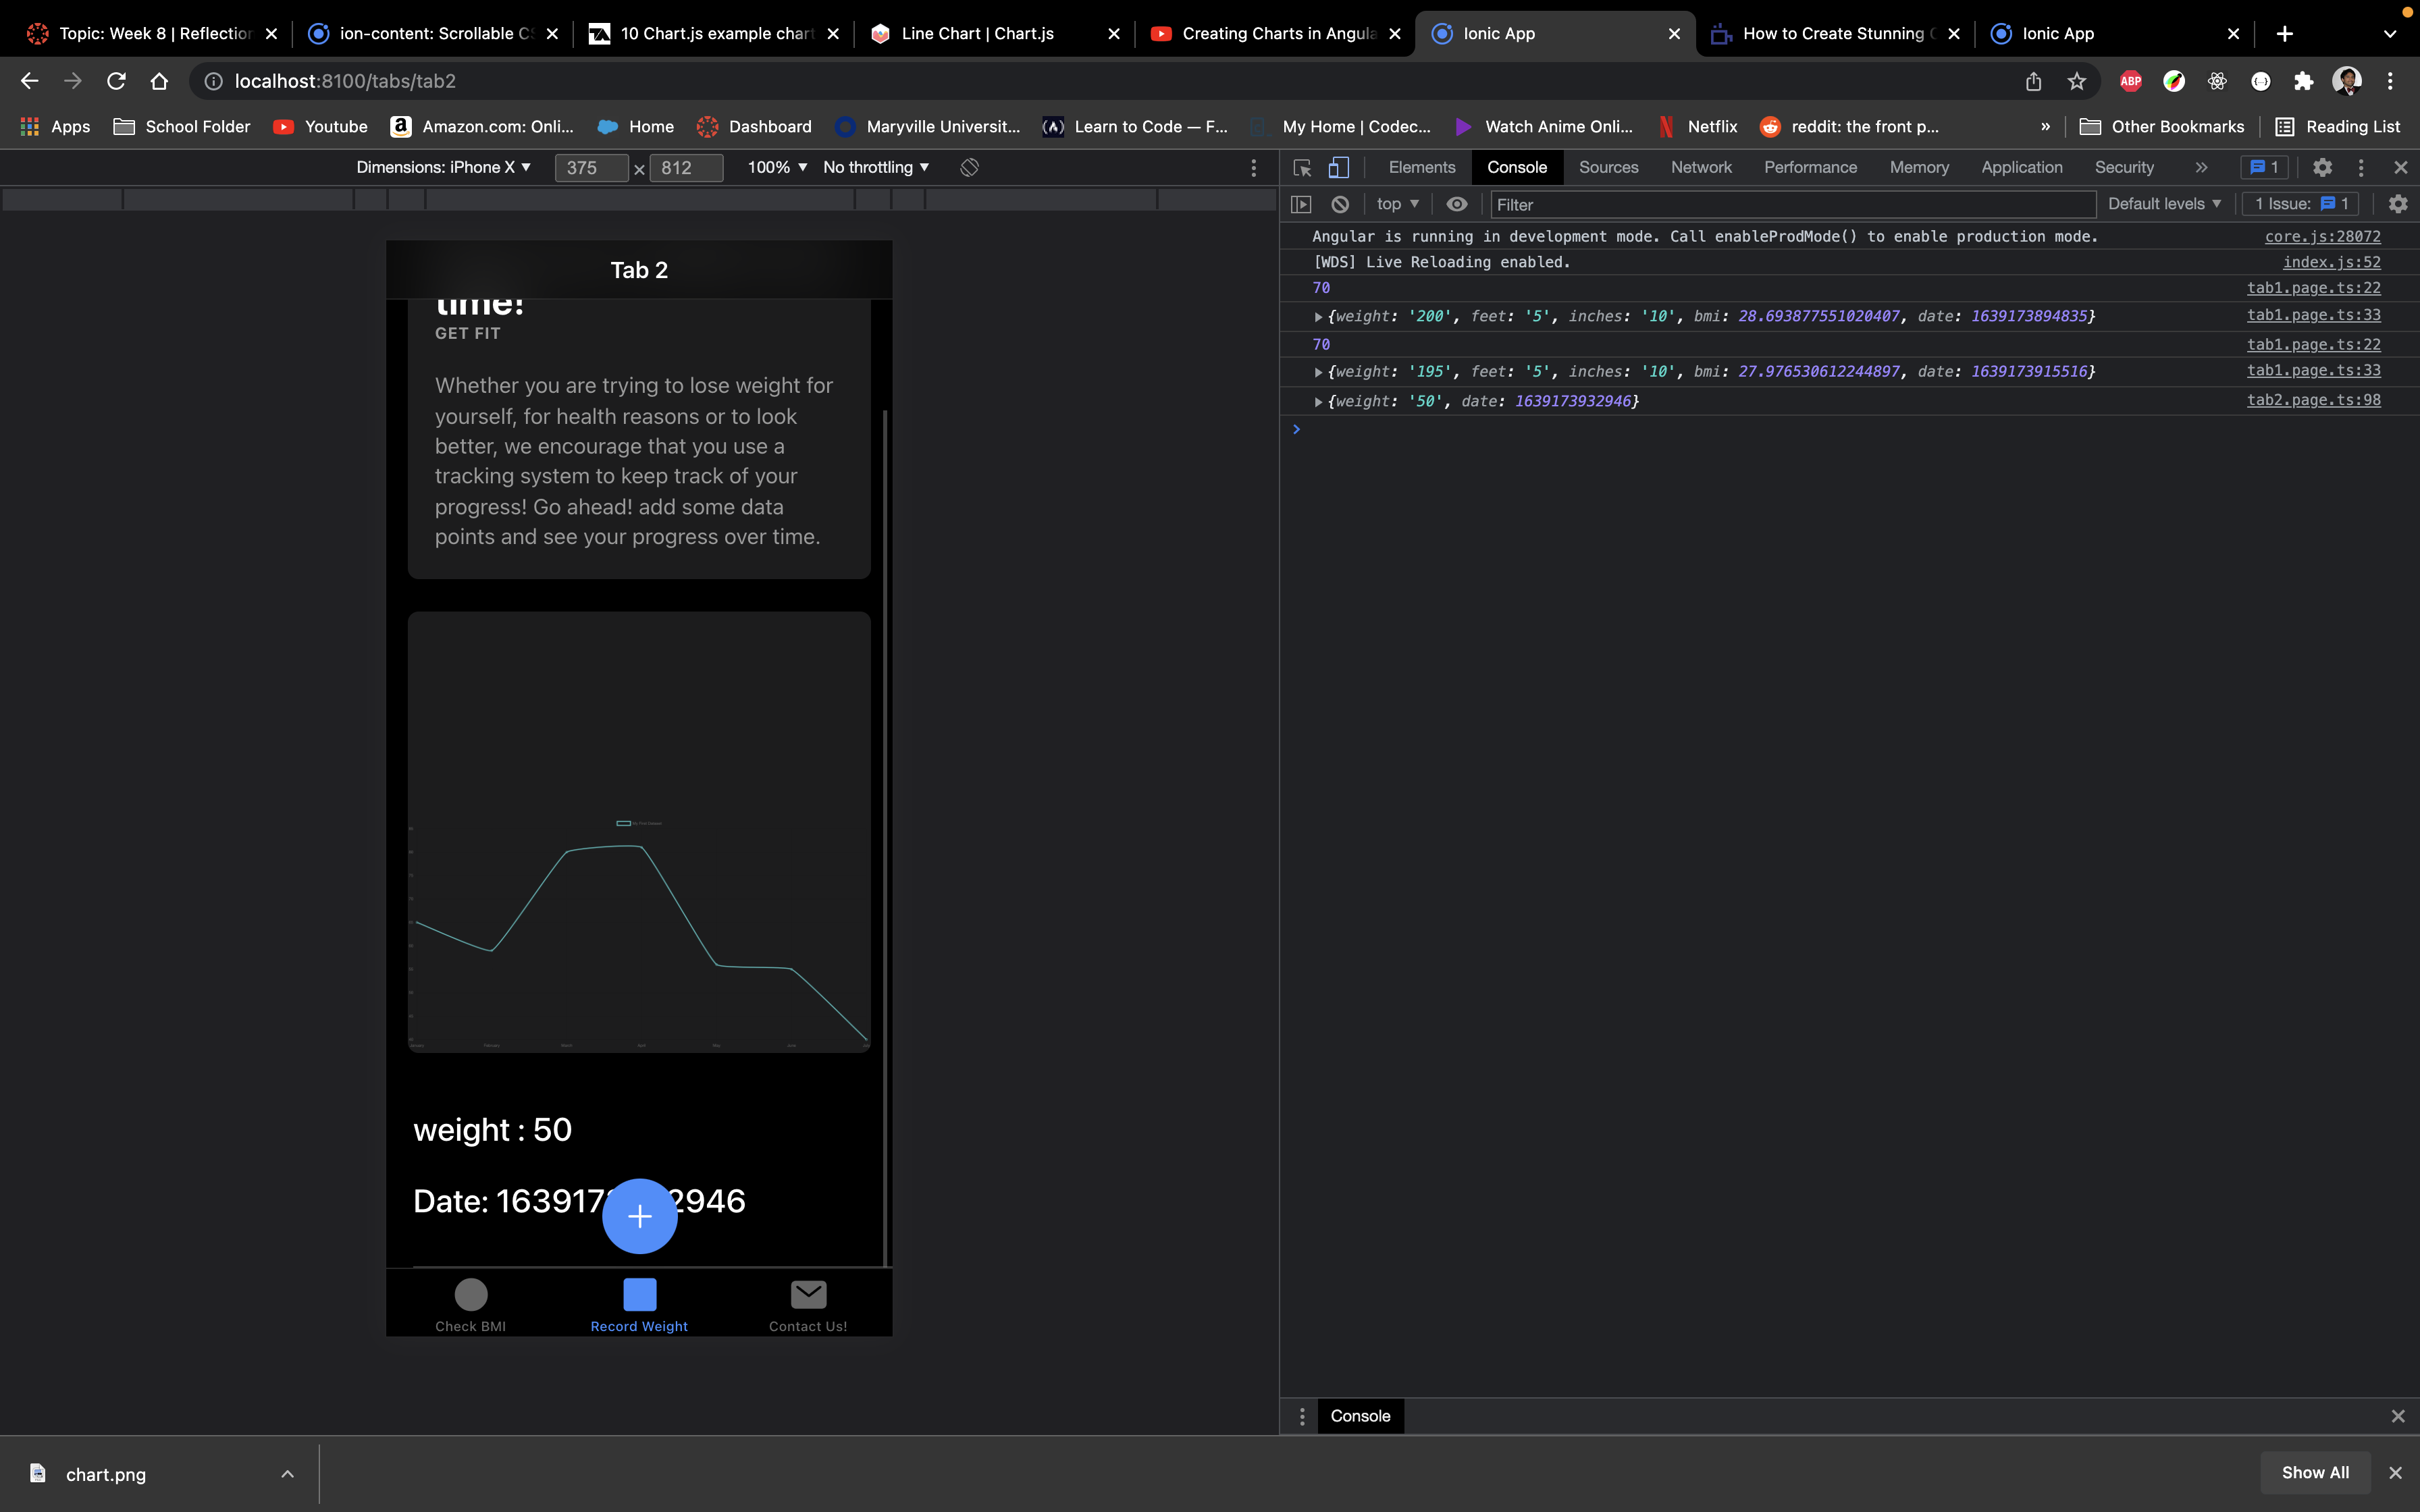 Topic: Week 8 | Reflection
ion-content: Scrollable CS
10 Chart.js example chart
Line Chart | Chart.js
Creating Charts in Angula
Ionic App
How to Create Stunning
Ionic App
localhost:8100/tabs/tab2
ABP
Apps
School Folder
Youtube
Amazon.com: Onli...
Home
Dashboard
Maryville Universit...
Learn to Code — F...
My Home | Codec...
Watch Anime Onli...
Netflix
reddit: the front p...
»
Other Bookmarks
Reading List
Dimensions: iPhone X ▼ 375 × 812 100% ▼ No throttling ▼
Elements Console Sources Network Performance Memory Application Security » 1
top ▼ Filter Default levels ▼ 1 Issue: 1
Angular is running in development mode. Call enableProdMode() to enable production mode. core.js:28072
[WDS] Live Reloading enabled. index.js:52
70 tab1.page.ts:22
▶{weight: '200', feet: '5', inches: '10', bmi: 28.693877551020407, date: 1639173894835} tab1.page.ts:33
70 tab1.page.ts:22
▶{weight: '195', feet: '5', inches: '10', bmi: 27.976530612244897, date: 1639173915516} tab1.page.ts:33
▶{weight: '50', date: 1639173932946} tab2.page.ts:98
Tab 2
time!
GET FIT
Whether you are trying to lose weight for
yourself, for health reasons or to look
better, we encourage that you use a
tracking system to keep track of your
progress! Go ahead! add some data
points and see your progress over time.
My First Dataset
January February March April May June
weight : 50
Date: 163917 2946
Check BMI
Record Weight
Contact Us!
Console
chart.png
Show All